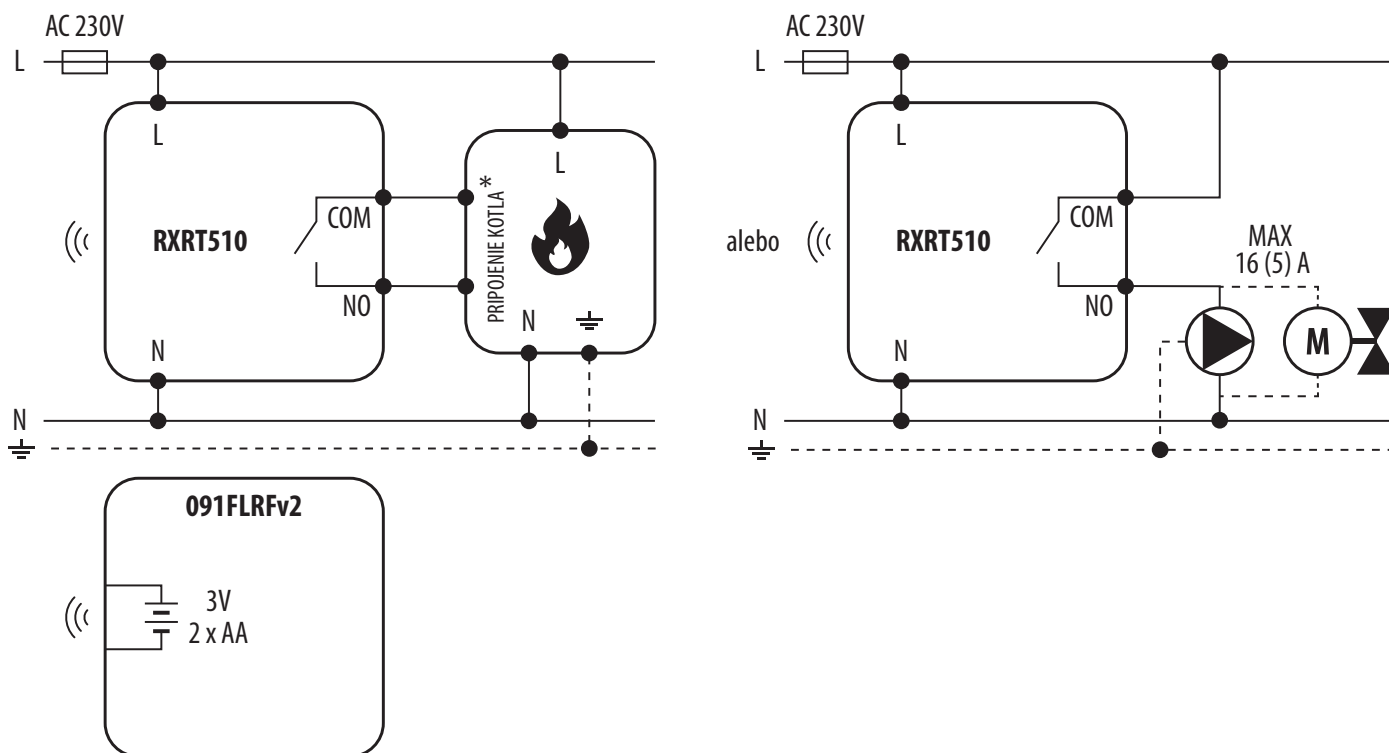 AC 230V
L
L
RXRT510
COM
NO
N
PRIPOJENIE KOTLA*
L
N
N
091FLRFv2
3V
2 x AA
AC 230V
L
L
alebo
RXRT510
COM
NO
N
MAX
16 (5) A
M
N